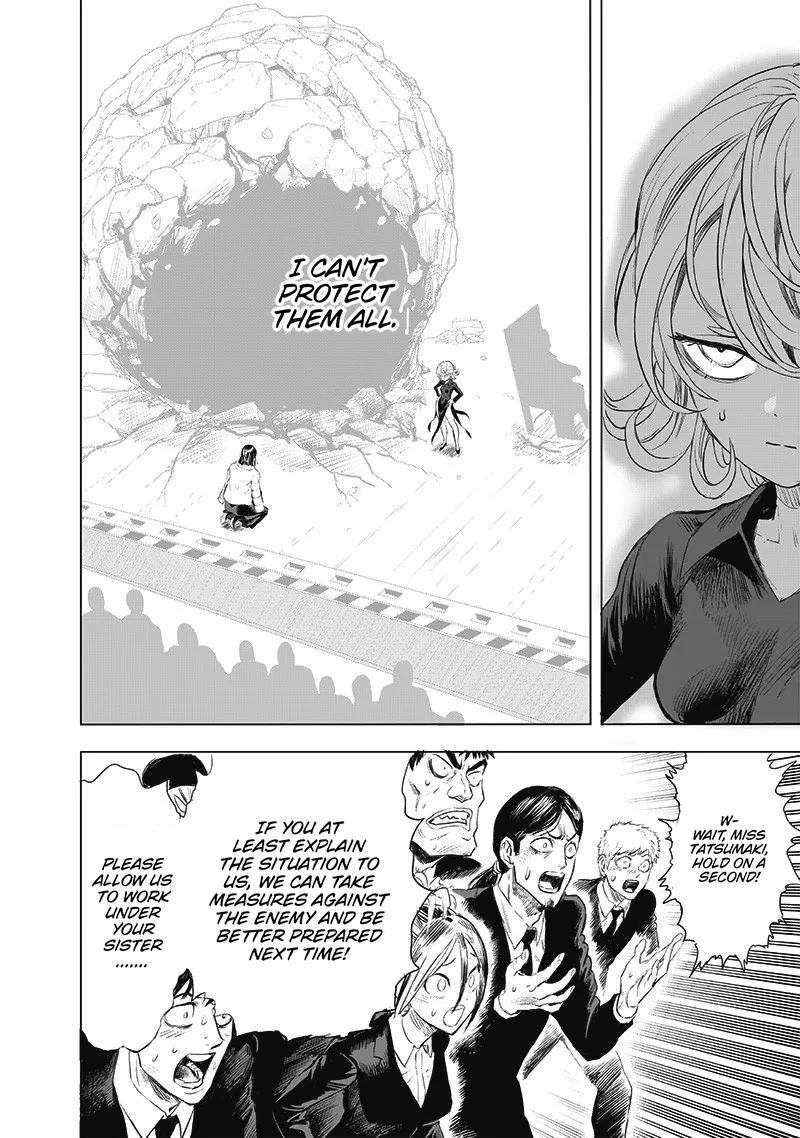 I CAN'T
PROTECT
THEM ALL.
W-
WAIT, MISS
TATSUMAKI,
HOLD ON A
SECOND!
IF YOU AT
LEAST EXPLAIN
THE SITUATION TO
US, WE CAN TAKE
MEASURES AGAINST
THE ENEMY AND BE
BETTER PREPARED
NEXT TIME!
PLEASE
ALLOW US
TO WORK
UNDER
YOUR
SISTER
.......